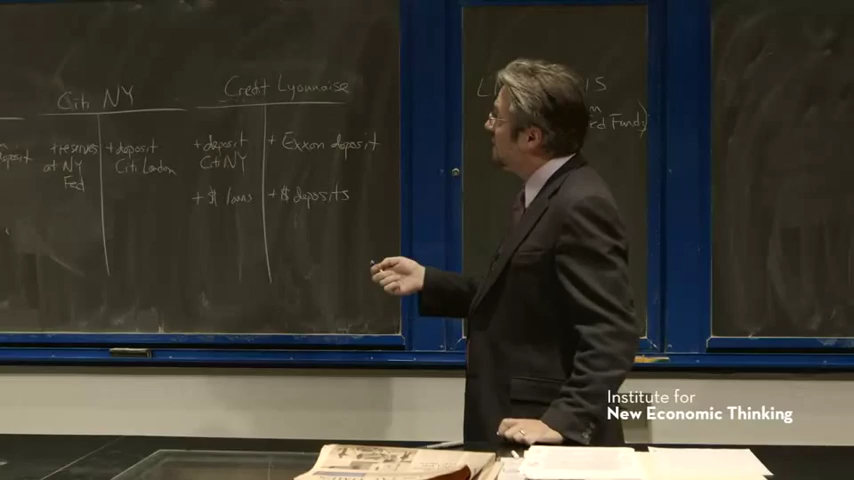 Citi NY
Credit Lyonnaise
+reserves
at NY
Fed
+ deposit
Citi London
+ deposit
Citi NY
+ $ loans
+ Exxon deposit
+ $ deposits
Institute for
New Economic Thinking